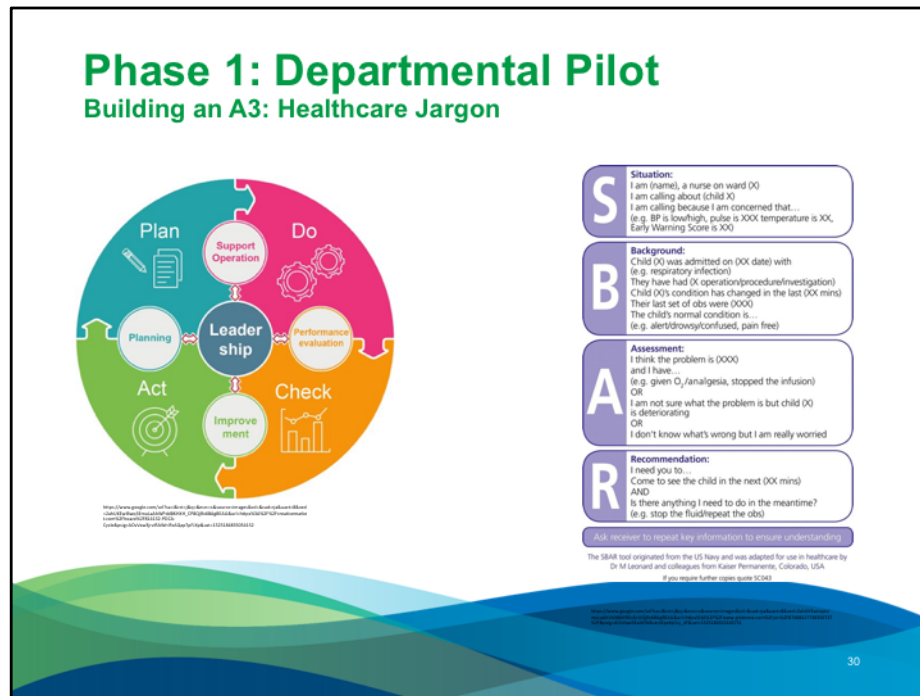 Phase 1: Departmental Pilot
Building an A3: Healthcare Jargon
Plan
Do
Support
Operation
Planning
Leader
ship
Performance
evaluation
Act
Check
Improve
ment
S
Situation:
I am (name), a nurse on ward (X)
I am calling about (child X)
I am calling because I am concerned that...
(e.g. BP is low/high, pulse is XXX temperature is XX,
Early Warning Score is XX)
B
Background:
Child (X) was admitted on (XX date) with
(e.g. respiratory infection)
They have had (X operation/procedure/investigation)
Child (X)'s condition has changed in the last (XX mins)
Their last set of obs were (XXX)
The child's normal condition is...
(e.g. alert/drowsy/confused, pain free)
A
Assessment:
I think the problem is (XXX)
and I have...
(e.g. given O₂/analgesia, stopped the infusion)
OR
I am not sure what the problem is but child (X)
is deteriorating
OR
I don't know what's wrong but I am really worried
R
Recommendation:
I need you to...
Come to see the child in the next (XX mins)
AND
Is there anything I need to do in the meantime?
(e.g. stop the fluid/repeat the obs)
Ask receiver to repeat key information to ensure understanding
The SBAR tool originated from the US Navy and was adapted for use in healthcare by
Dr M Leonard and colleagues from Kaiser Permanente, Colorado, USA
If you require further copies quote SC043
30